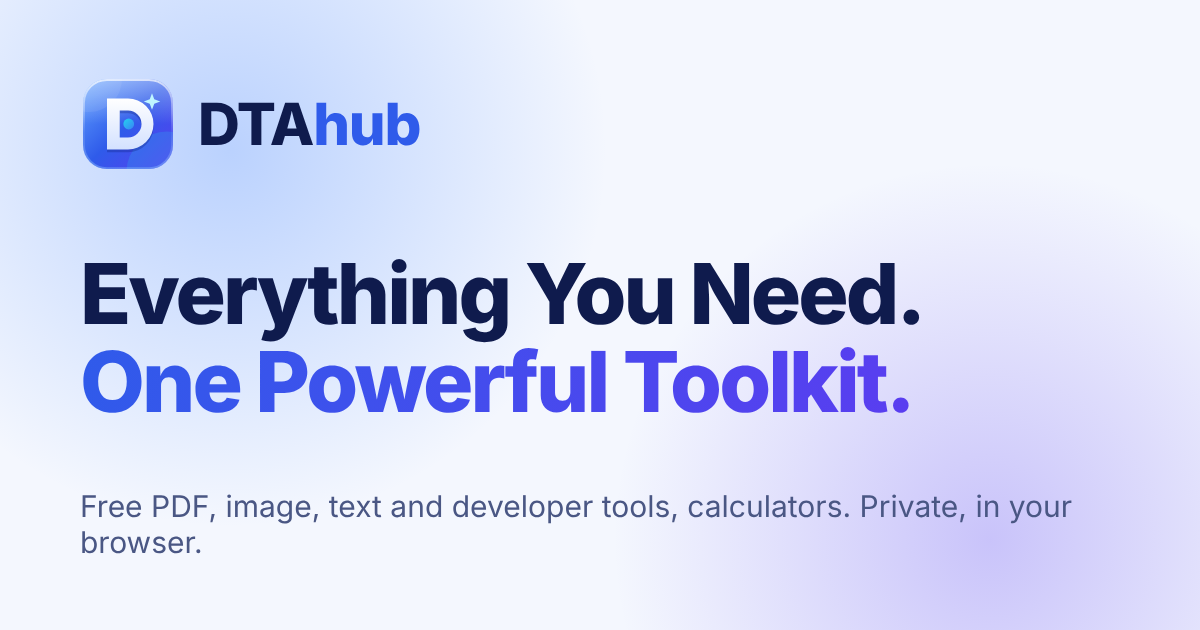 D
DTAhub
Everything You Need.
One Powerful Toolkit.
Free PDF, image, text and developer tools, calculators. Private, in your
browser.